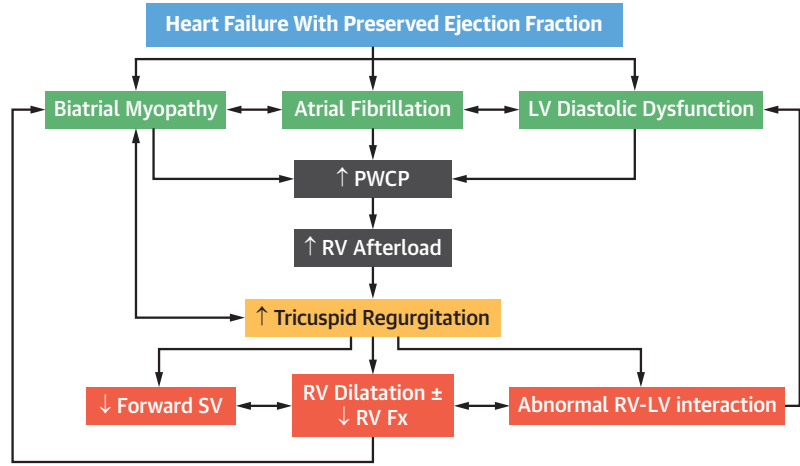 Heart Failure With Preserved Ejection Fraction
Biatrial Myopathy
Atrial Fibrillation
LV Diastolic Dysfunction
↑ PWCP
↑ RV Afterload
↑ Tricuspid Regurgitation
↓ Forward SV
RV Dilatation ±
↓ RV Fx
Abnormal RV-LV interaction